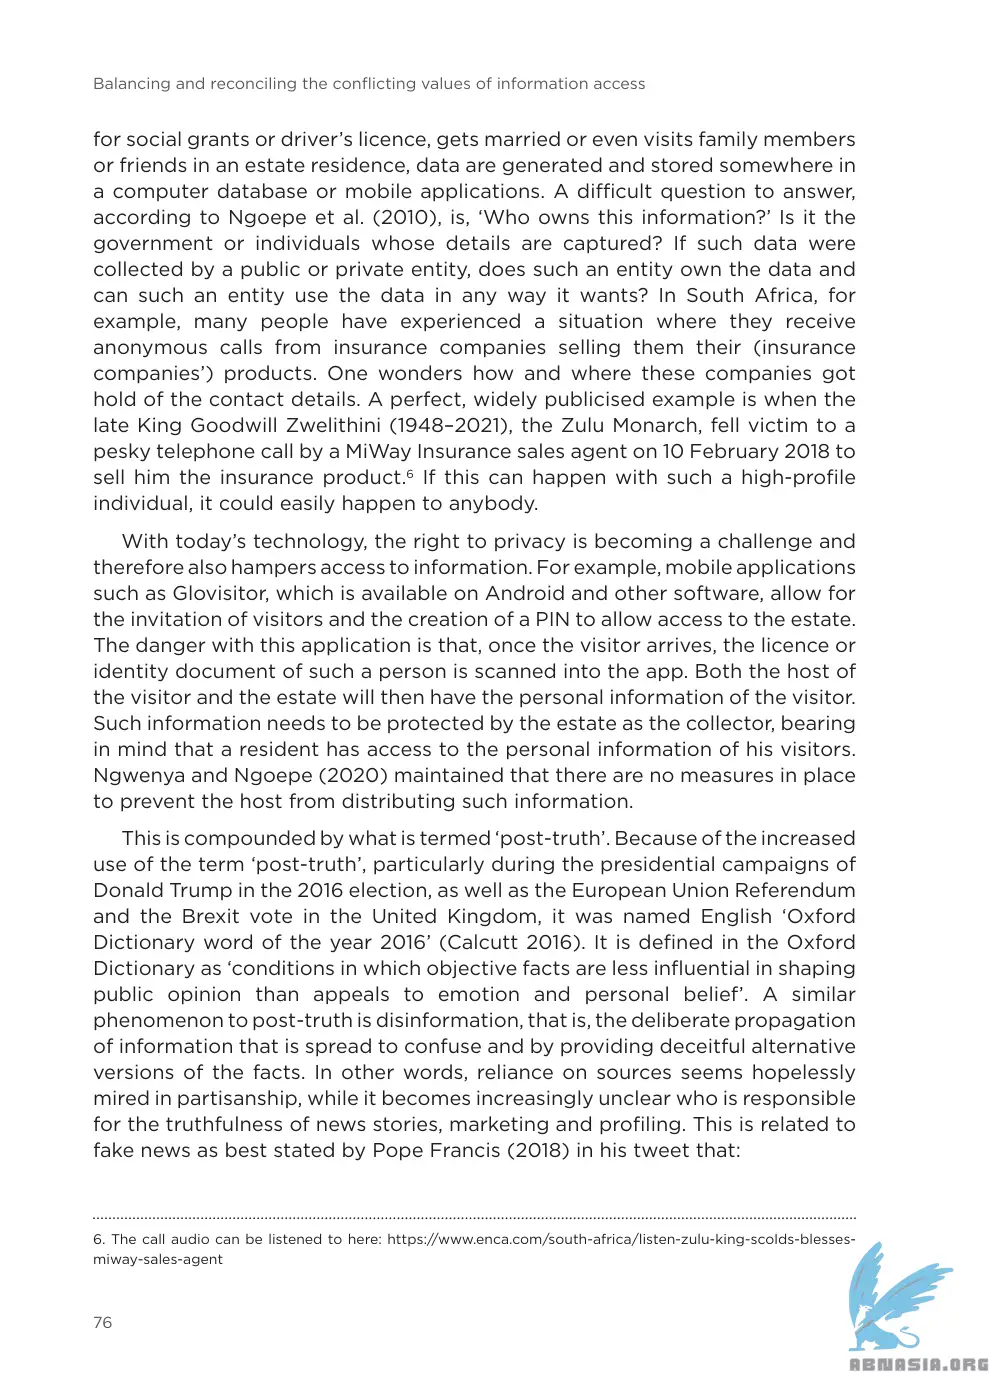 Balancing and reconciling the conflicting values of information access
for social grants or driver’s licence, gets married or even visits family members
or friends in an estate residence, data are generated and stored somewhere in
a computer database or mobile applications. A difficult question to answer,
according to Ngoepe et al. (2010), is, ‘Who owns this information?’ Is it the
government or individuals whose details are captured? If such data were
collected by a public or private entity, does such an entity own the data and
can such an entity use the data in any way it wants? In South Africa, for
example, many people have experienced a situation where they receive
anonymous calls from insurance companies selling them their (insurance
companies’) products. One wonders how and where these companies got
hold of the contact details. A perfect, widely publicised example is when the
late King Goodwill Zwelithini (1948–2021), the Zulu Monarch, fell victim to a
pesky telephone call by a MiWay Insurance sales agent on 10 February 2018 to
sell him the insurance product.⁶ If this can happen with such a high-profile
individual, it could easily happen to anybody.
With today’s technology, the right to privacy is becoming a challenge and
therefore also hampers access to information. For example, mobile applications
such as Glovisitor, which is available on Android and other software, allow for
the invitation of visitors and the creation of a PIN to allow access to the estate.
The danger with this application is that, once the visitor arrives, the licence or
identity document of such a person is scanned into the app. Both the host of
the visitor and the estate will then have the personal information of the visitor.
Such information needs to be protected by the estate as the collector, bearing
in mind that a resident has access to the personal information of his visitors.
Ngwenya and Ngoepe (2020) maintained that there are no measures in place
to prevent the host from distributing such information.
This is compounded by what is termed ‘post-truth’. Because of the increased
use of the term ‘post-truth’, particularly during the presidential campaigns of
Donald Trump in the 2016 election, as well as the European Union Referendum
and the Brexit vote in the United Kingdom, it was named English ‘Oxford
Dictionary word of the year 2016’ (Calcutt 2016). It is defined in the Oxford
Dictionary as ‘conditions in which objective facts are less influential in shaping
public opinion than appeals to emotion and personal belief’. A similar
phenomenon to post-truth is disinformation, that is, the deliberate propagation
of information that is spread to confuse and by providing deceitful alternative
versions of the facts. In other words, reliance on sources seems hopelessly
mired in partisanship, while it becomes increasingly unclear who is responsible
for the truthfulness of news stories, marketing and profiling. This is related to
fake news as best stated by Pope Francis (2018) in his tweet that:
6. The call audio can be listened to here: https://www.enca.com/south-africa/listen-zulu-king-scolds-blesses-
miway-sales-agent
76
ABNASIA.ORG